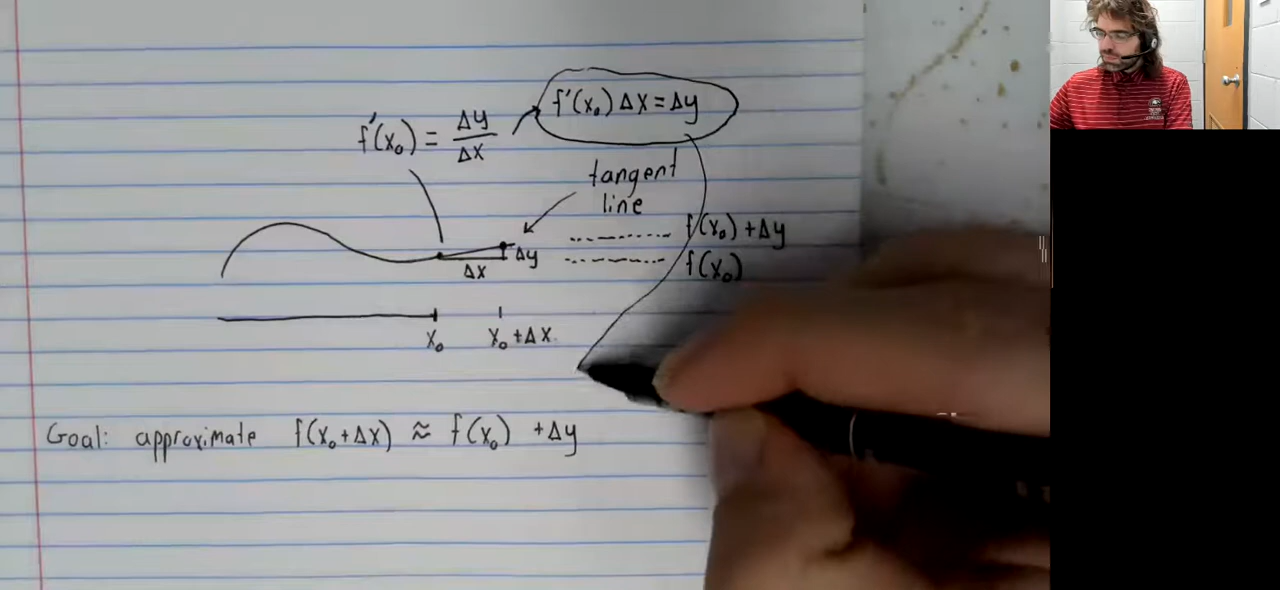 f'(x₀) = Δy/Δx
f'(x₀) Δx = Δy
tangent
line
f(x₀) + Δy
f(x₀)
Δy
Δx
x₀
x₀ + Δx
Goal: approximate f(x₀+Δx) ≈ f(x₀) + Δy